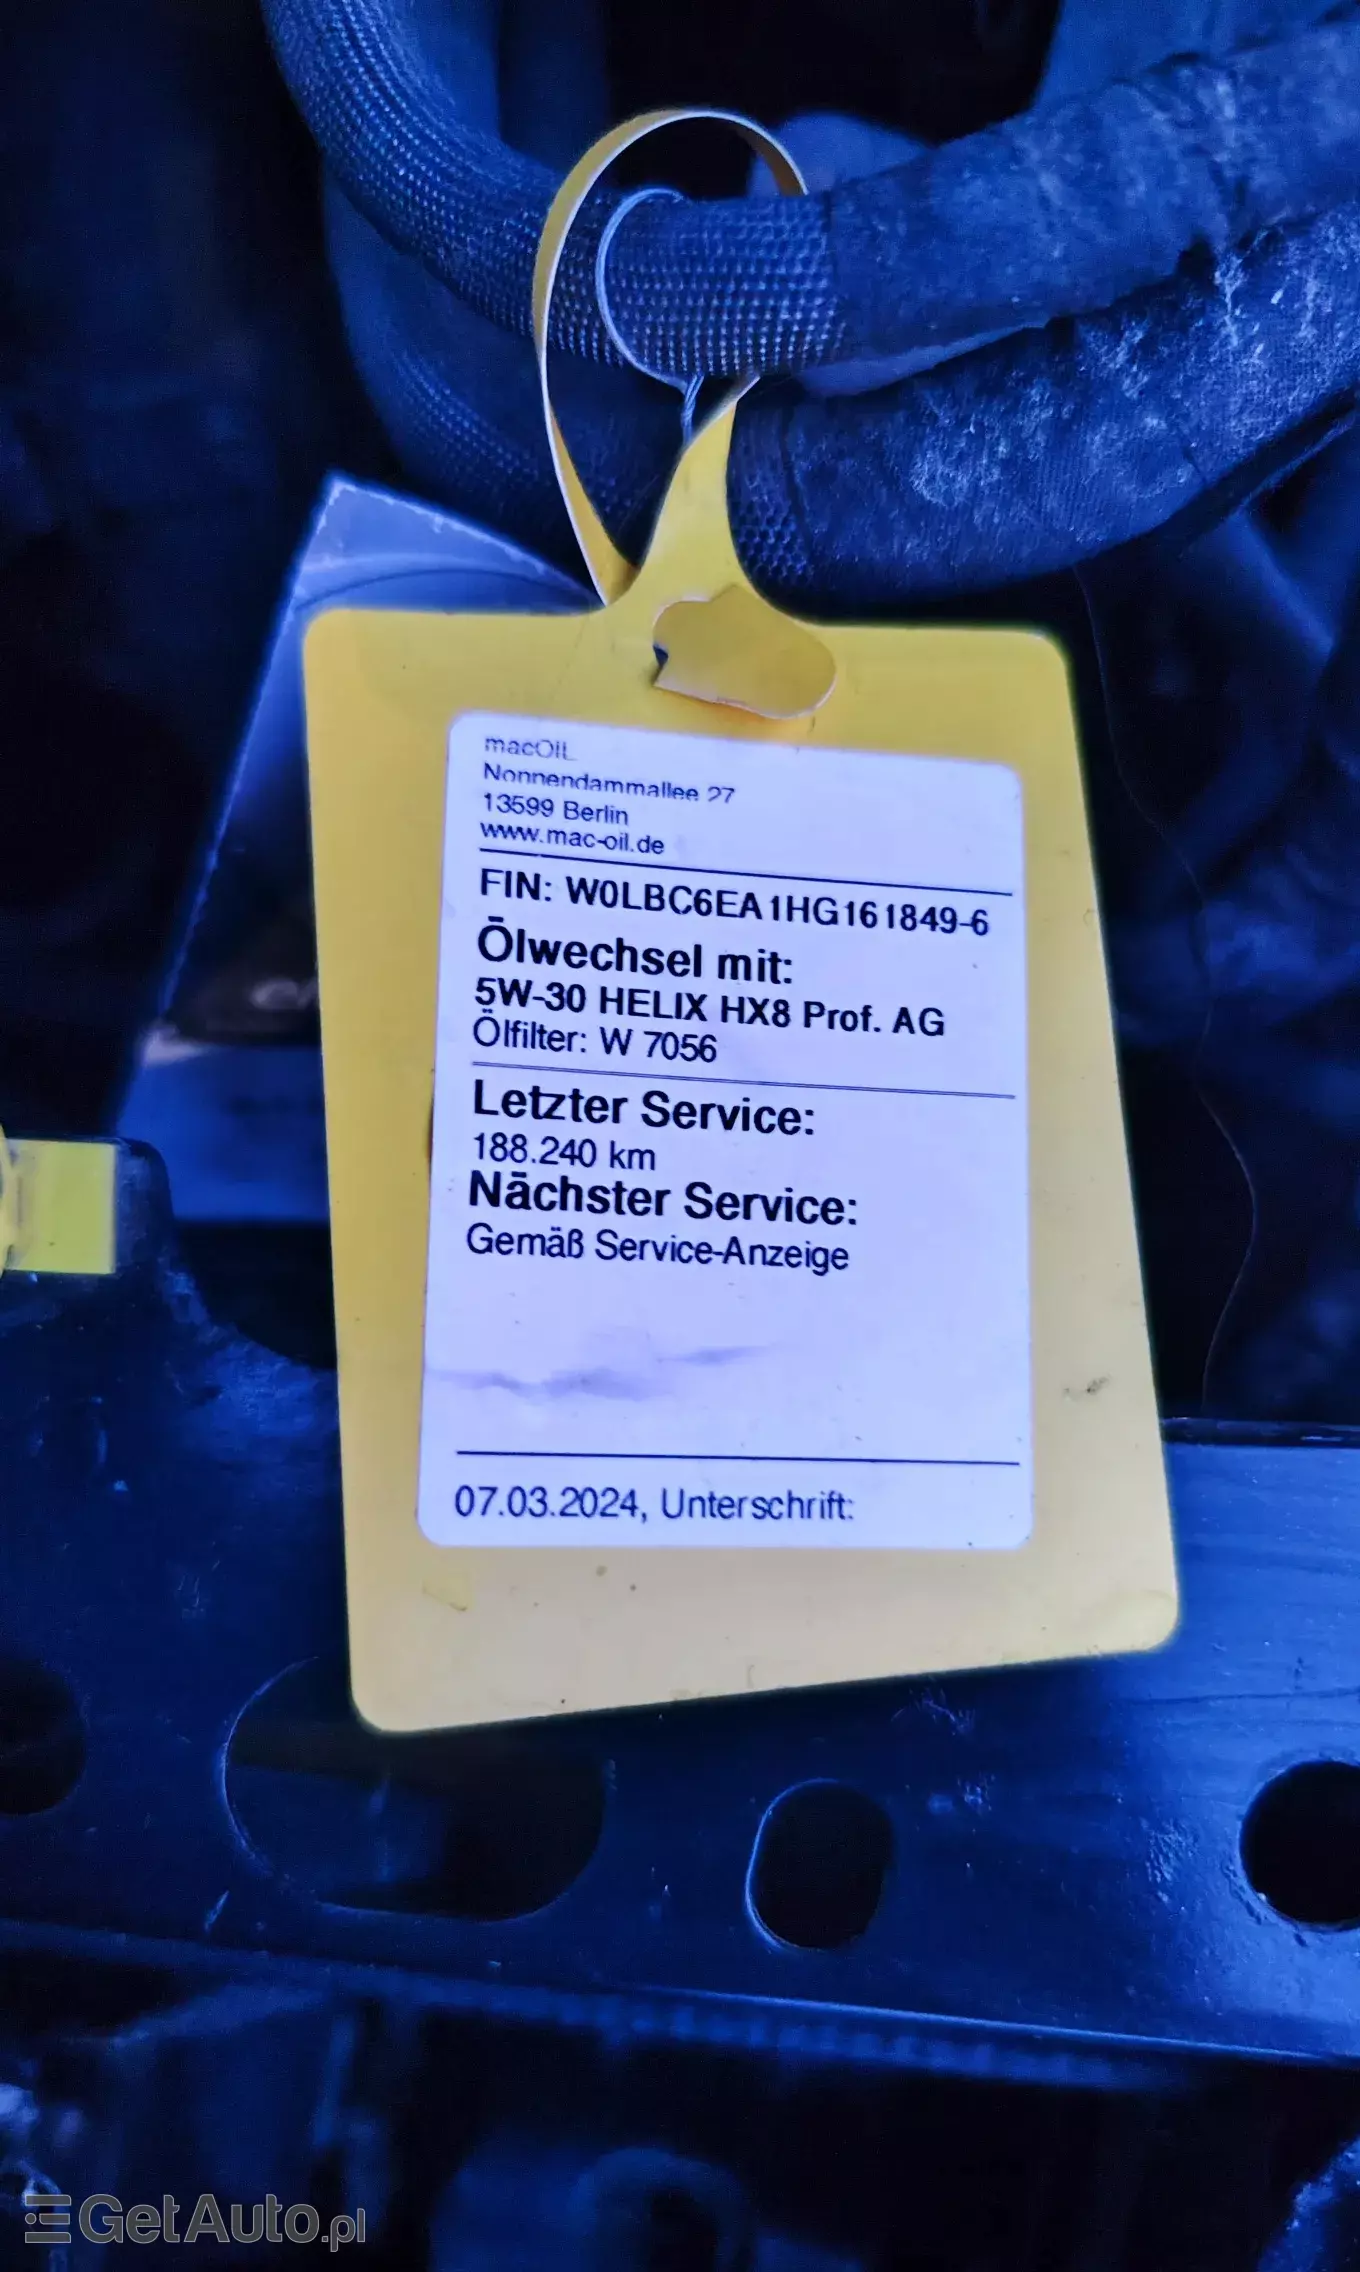 macOIL
Nonnendammallee 27
13599 Berlin
www.mac-oil.de
FIN: W0LBC6EA1HG161849-6
Ölwechsel mit:
5W-30 HELIX HX8 Prof. AG
Ölfilter: W 7056
Letzter Service:
188.240 km
Nächster Service:
Gemäß Service-Anzeige
07.03.2024, Unterschrift:
GetAuto.pl